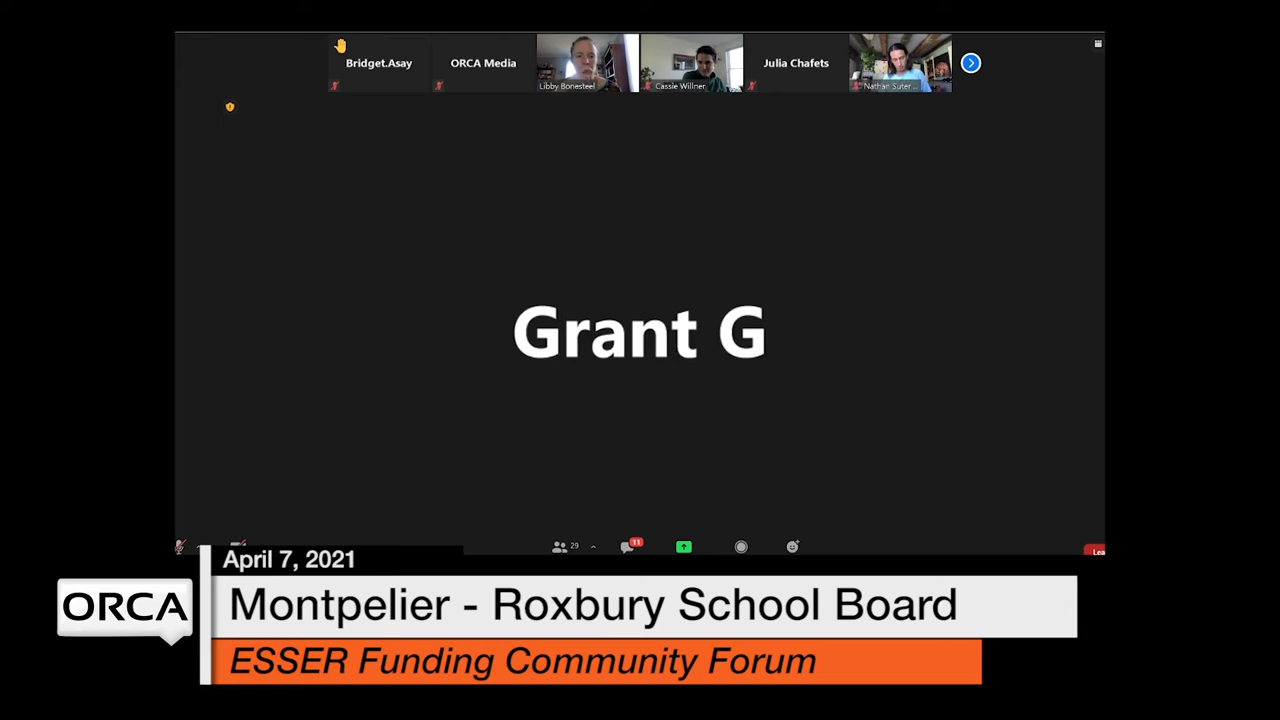 Bridget.Asay
ORCA Media
Libby Bonesteel
Cassie Willner
Julia Chafets
Nathan Suter ...
Grant G
29
11
Lea
April 7, 2021
ORCA
Montpelier - Roxbury School Board
ESSER Funding Community Forum